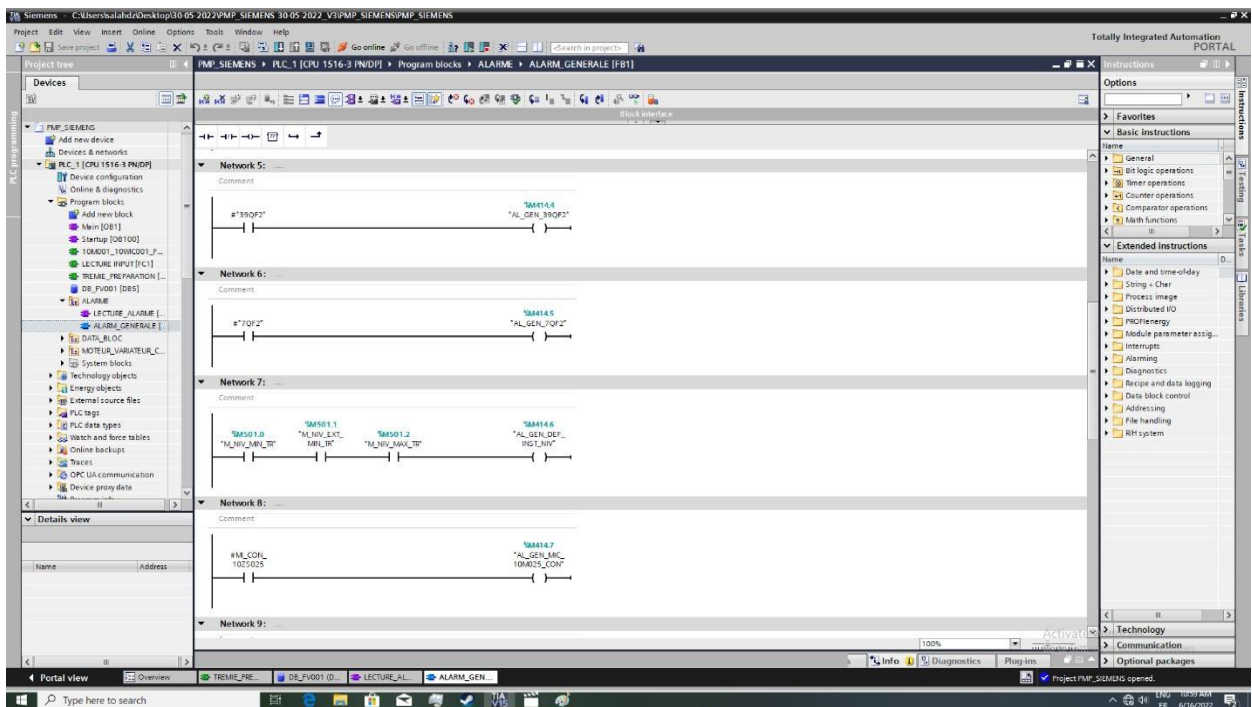 Siemens - C:\Users\salahdz\Desktop\30-05-2022\PMP_SIEMENS 30-05-2022_V3\PMP_SIEMENS\PMP_SIEMENS
Project Edit View Insert Online Options Tools Window Help
Totally Integrated Automation
PORTAL
Save project
Go online
Go offline
<Search in project>
Project tree
PMP_SIEMENS PLC_1 [CPU 1516-3 PN/DP] Program blocks ALARME ALARM_GENERALE [FB1]
Instructions
Devices
Options
PLC programming
Block interface
PMP_SIEMENS
Add new device
Devices & networks
PLC_1 [CPU 1516-3 PN/DP]
Device configuration
Online & diagnostics
Program blocks
Add new block
Main [OB1]
Startup [OB100]
10M001_10WIC001_F...
LECTURE INPUT [FC1]
TREMIE_PREPARATION [...
DB_FV001 [DB5]
ALARME
LECTURE_ALARME [...
ALARM_GENERALE [...
DATA_BLOC
MOTEUR_VARIATEUR_C...
System blocks
Technology objects
Energy objects
External source files
PLC tags
PLC data types
Watch and force tables
Online backups
Traces
OPC UA communication
Device proxy data
Details view
Name Address
Network 5: ......
Comment
#"39QF2"
%M414.4
"AL_GEN_39QF2"
Network 6: ......
Comment
#"7QF2"
%M414.5
"AL_GEN_7QF2"
Network 7: ......
Comment
%M501.0
"M_NIV_MIN_TR"
%M501.1
"M_NIV_EXT_
MIN_TR"
%M501.2
"M_NIV_MAX_TR"
%M414.6
"AL_GEN_DEF_
INST_NIV"
Network 8: ......
Comment
#M_CON_
10ZS025
%M414.7
"AL_GEN_MIC_
10M025_CON"
Network 9: ......
100%
Info
Diagnostics
Plug-ins
Favorites
Basic instructions
Name
General
Bit logic operations
Timer operations
Counter operations
Comparator operations
Math functions
Extended instructions
Name D...
Date and time-of-day
String + Char
Process image
Distributed I/O
PROFIenergy
Module parameter assig...
Interrupts
Alarming
Diagnostics
Recipe and data logging
Data block control
Addressing
File handling
R/H system
Technology
Communication
Optional packages
Instructions
Testing
Tasks
Libraries
Portal view
Overview
TREMIE_PRE...
DB_FV001 (D...
LECTURE_AL...
ALARM_GEN...
Project PMP_SIEMENS opened.
Type here to search
ENG
FR
10:59 AM
6/16/2022